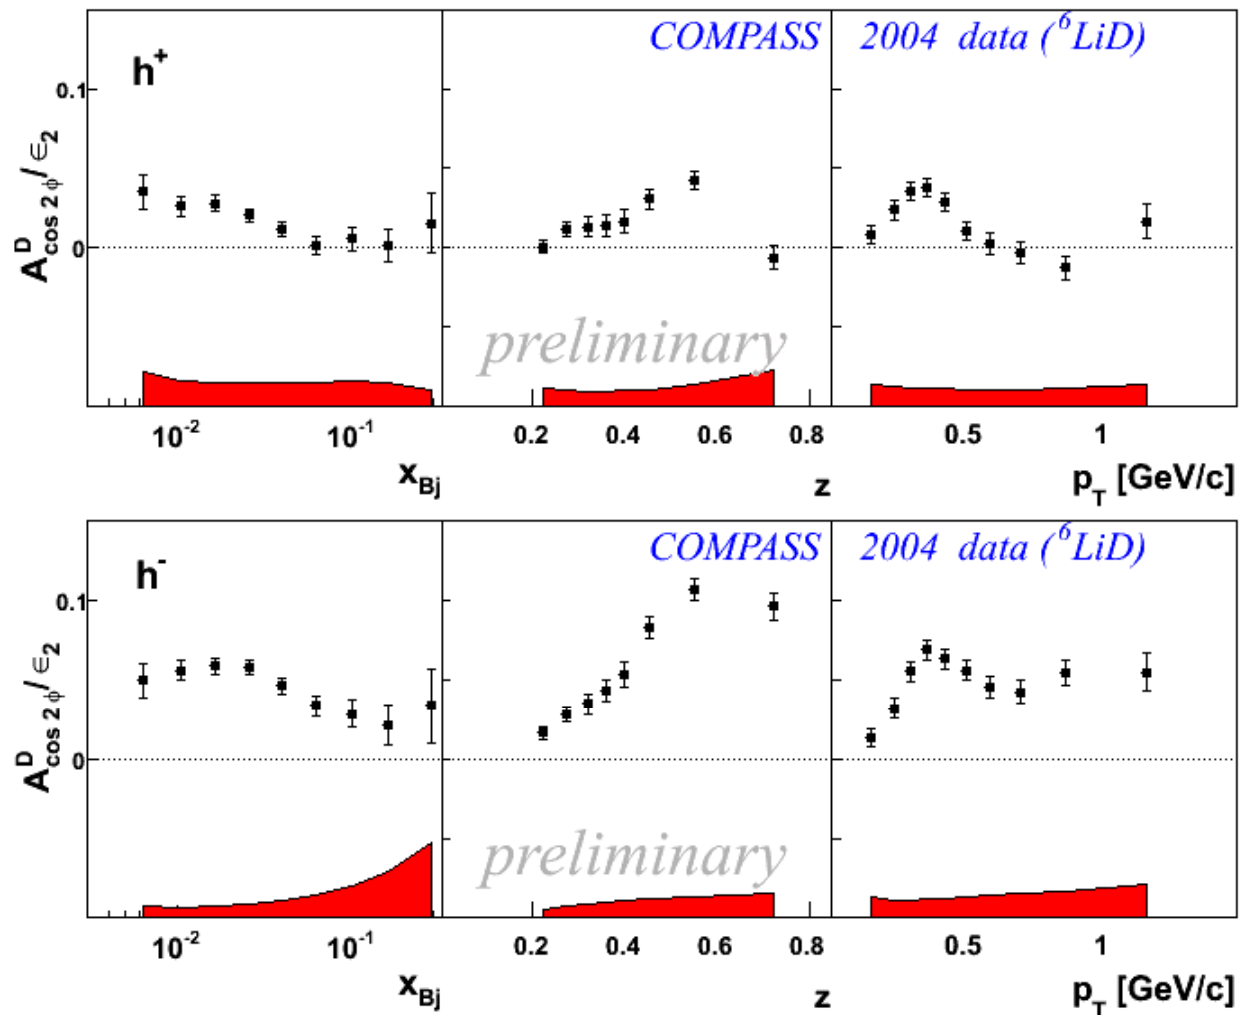 COMPASS 2004 data (⁶LiD)
h⁺
0.1
0
A^D_cos 2ϕ/ϵ₂
preliminary
10⁻² 10⁻¹ 0.2 0.4 0.6 0.8 0.5 1
x_Bj z p_T [GeV/c]
COMPASS 2004 data (⁶LiD)
h⁻
0.1
0
A^D_cos 2ϕ/ϵ₂
preliminary
10⁻² 10⁻¹ 0.2 0.4 0.6 0.8 0.5 1
x_Bj z p_T [GeV/c]